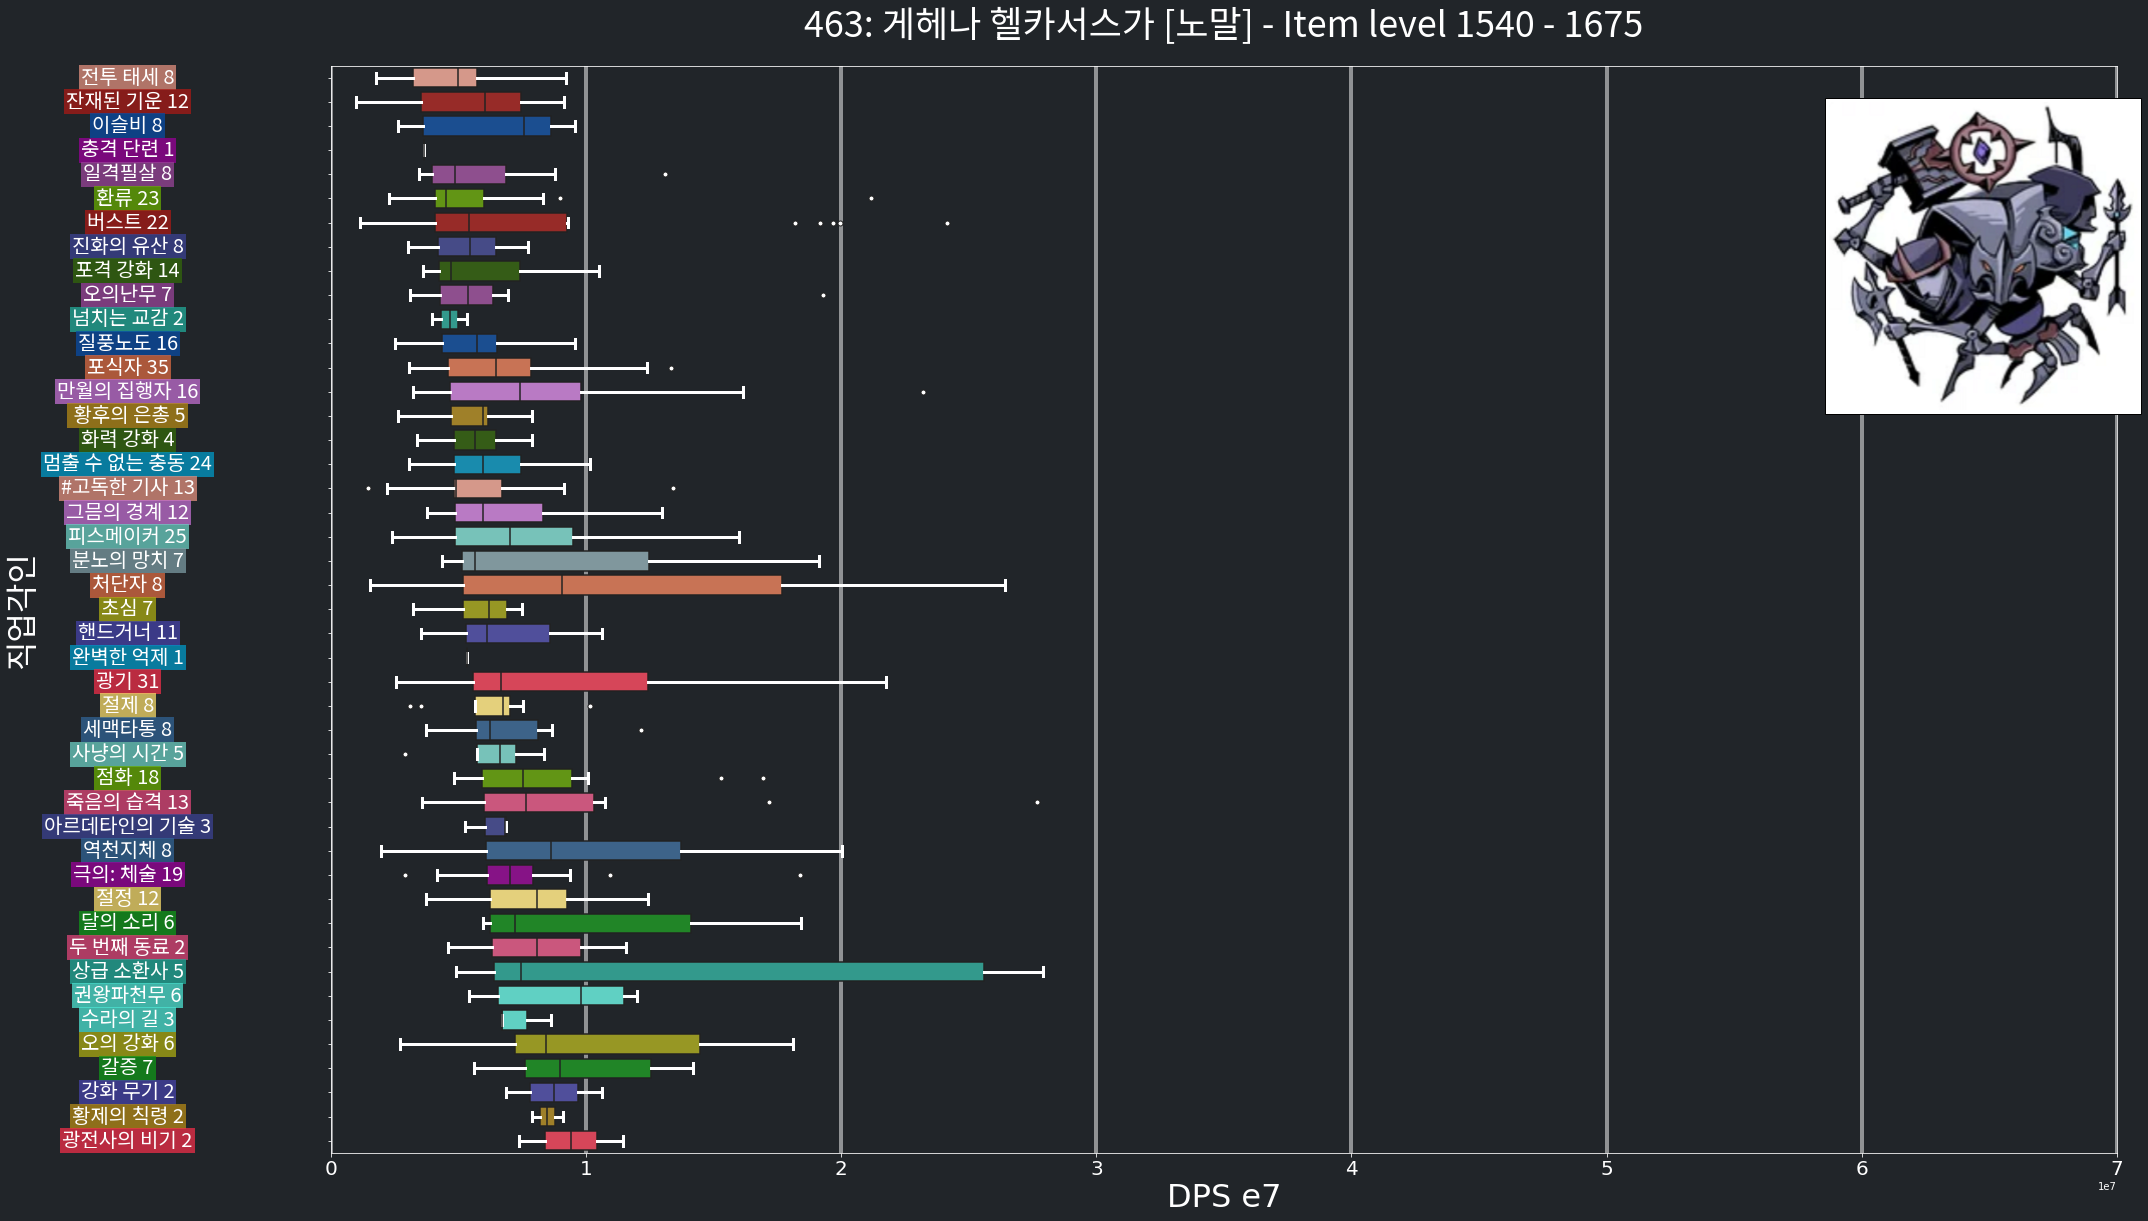 463: 게헤나 헬카서스가 [노말] - Item level 1540 - 1675
직업각인
전투 태세 8
잔재된 기운 12
이슬비 8
충격 단련 1
일격필살 8
환류 23
버스트 22
진화의 유산 8
포격 강화 14
오의난무 7
넘치는 교감 2
질풍노도 16
포식자 35
만월의 집행자 16
황후의 은총 5
화력 강화 4
멈출 수 없는 충동 24
#고독한 기사 13
그믐의 경계 12
피스메이커 25
분노의 망치 7
처단자 8
초심 7
핸드거너 11
완벽한 억제 1
광기 31
절제 8
세맥타통 8
사냥의 시간 5
점화 18
죽음의 습격 13
아르데타인의 기술 3
역천지체 8
극의: 체술 19
절정 12
달의 소리 6
두 번째 동료 2
상급 소환사 5
권왕파천무 6
수라의 길 3
오의 강화 6
갈증 7
강화 무기 2
황제의 칙령 2
광전사의 비기 2
0 1 2 3 4 5 6 7
1e7
DPS e7